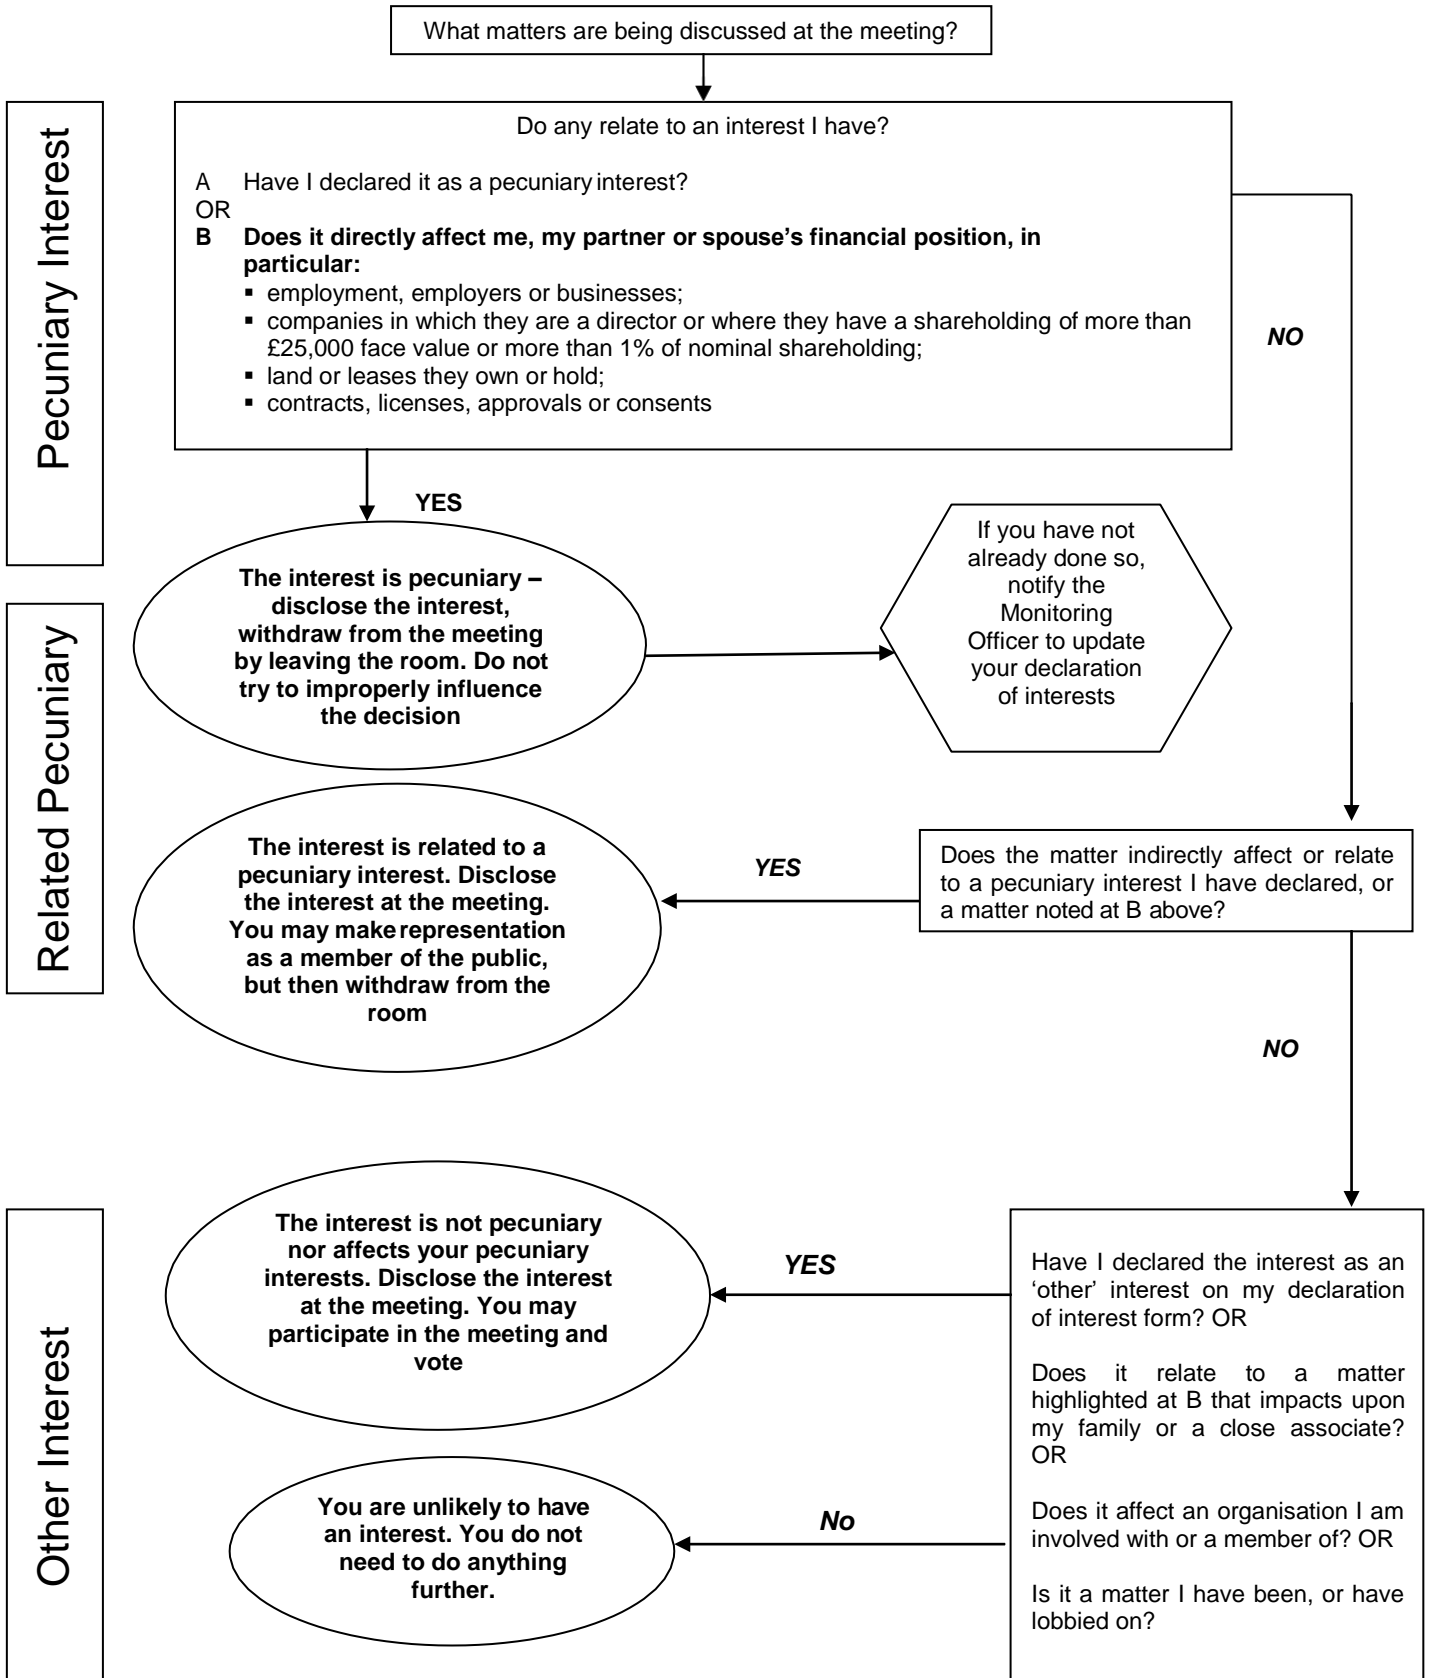 What matters are being discussed at the meeting?
Pecuniary Interest
Do any relate to an interest I have?
A Have I declared it as a pecuniary interest?
OR
B Does it directly affect me, my partner or spouse's financial position, in
particular:
▪ employment, employers or businesses;
▪ companies in which they are a director or where they have a shareholding of more than
£25,000 face value or more than 1% of nominal shareholding;
▪ land or leases they own or hold;
▪ contracts, licenses, approvals or consents
NO
YES
The interest is pecuniary –
disclose the interest,
withdraw from the meeting
by leaving the room. Do not
try to improperly influence
the decision
If you have not
already done so,
notify the
Monitoring
Officer to update
your declaration
of interests
Related Pecuniary
The interest is related to a
pecuniary interest. Disclose
the interest at the meeting.
You may make representation
as a member of the public,
but then withdraw from the
room
YES
Does the matter indirectly affect or relate
to a pecuniary interest I have declared, or
a matter noted at B above?
NO
Other Interest
The interest is not pecuniary
nor affects your pecuniary
interests. Disclose the interest
at the meeting. You may
participate in the meeting and
vote
YES
Have I declared the interest as an
‘other’ interest on my declaration
of interest form? OR
Does it relate to a matter
highlighted at B that impacts upon
my family or a close associate?
OR
Does it affect an organisation I am
involved with or a member of? OR
Is it a matter I have been, or have
lobbied on?
No
You are unlikely to have
an interest. You do not
need to do anything
further.